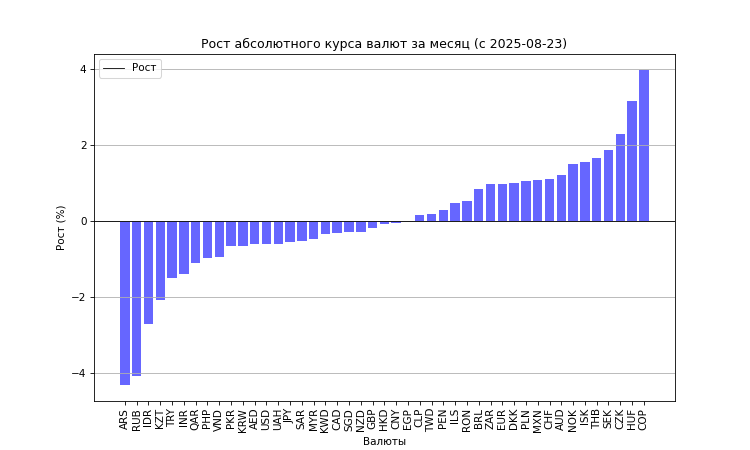 Рост абсолютного курса валют за месяц (с 2025-08-23)
Рост
4
2
0
−2
−4
Рост (%)
ARS RUB IDR KZT TRY INR QAR PHP VND PKR KRW AED USD UAH JPY SAR MYR KWD CAD SGD NZD GBP HKD CNY EGP CLP TWD PEN ILS RON BRL ZAR EUR DKK PLN MXN CHF AUD NOK ISK THB SEK CZK HUF COP
Валюты